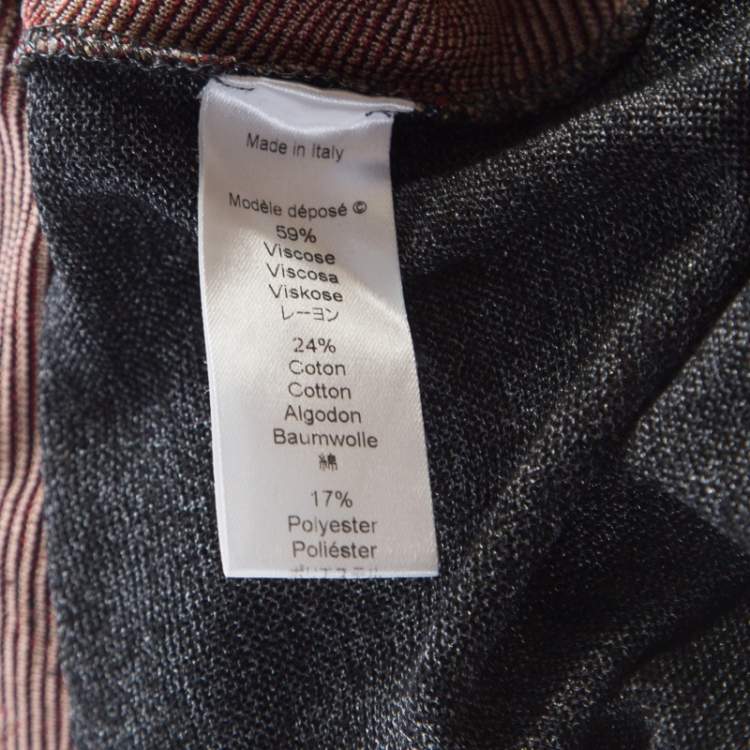 Made in Italy
Modèle déposé ©
59%
Viscose
Viscosa
Viskose
レーヨン
24%
Coton
Cotton
Algodon
Baumwolle
綿
17%
Polyester
Poliéster